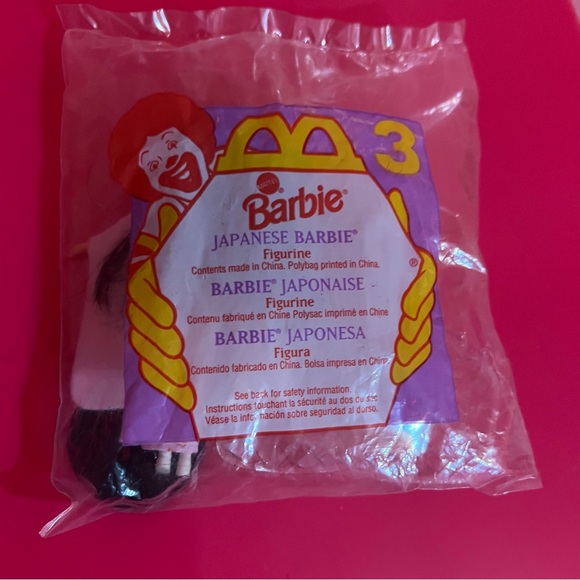 3
MATTEL
Barbie®
JAPANESE BARBIE®
Figurine
Contents made in China. Polybag printed in China.
BARBIE® JAPONAISE
Figurine
Contenu fabriqué en Chine Polysac imprimé en Chine
BARBIE® JAPONESA
Figura
Contenido fabricado en China. Bolsa impresa en China
See back for safety information.
Instructions touchant la sécurité au dos du sac
Véase la información sobre seguridad al dorso.
®